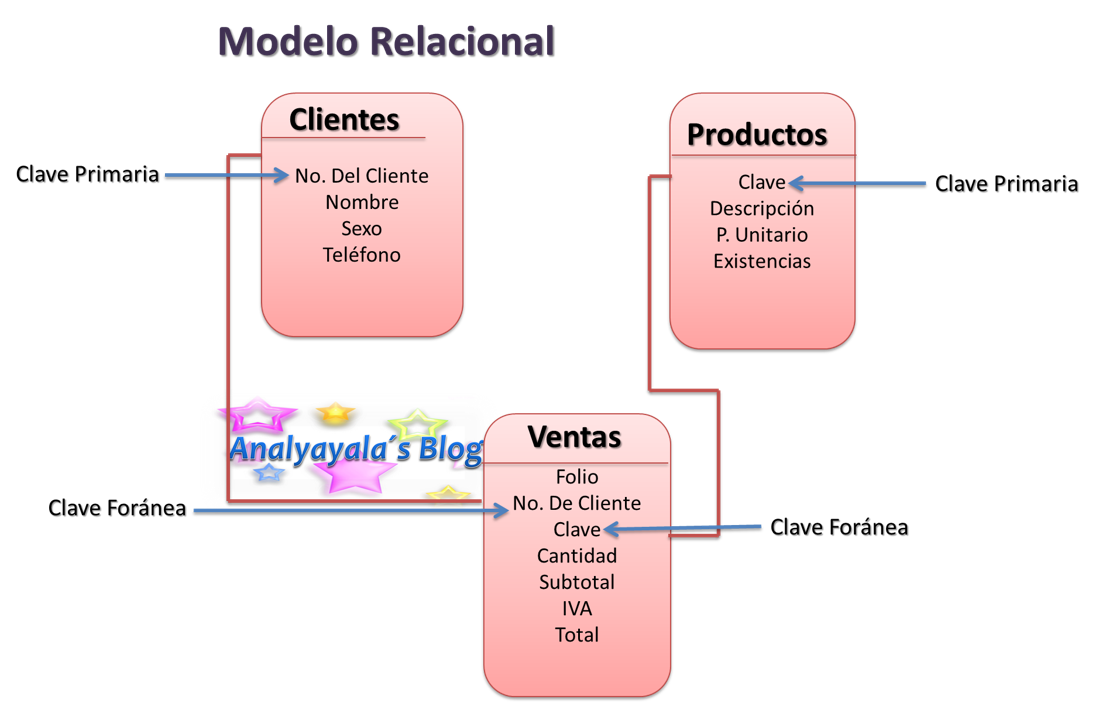 Modelo Relacional
Clientes
Clave Primaria
No. Del Cliente
Nombre
Sexo
Teléfono
Productos
Clave
Clave Primaria
Descripción
P. Unitario
Existencias
Analyayala´s Blog
Ventas
Folio
Clave Foránea
No. De Cliente
Clave
Clave Foránea
Cantidad
Subtotal
IVA
Total